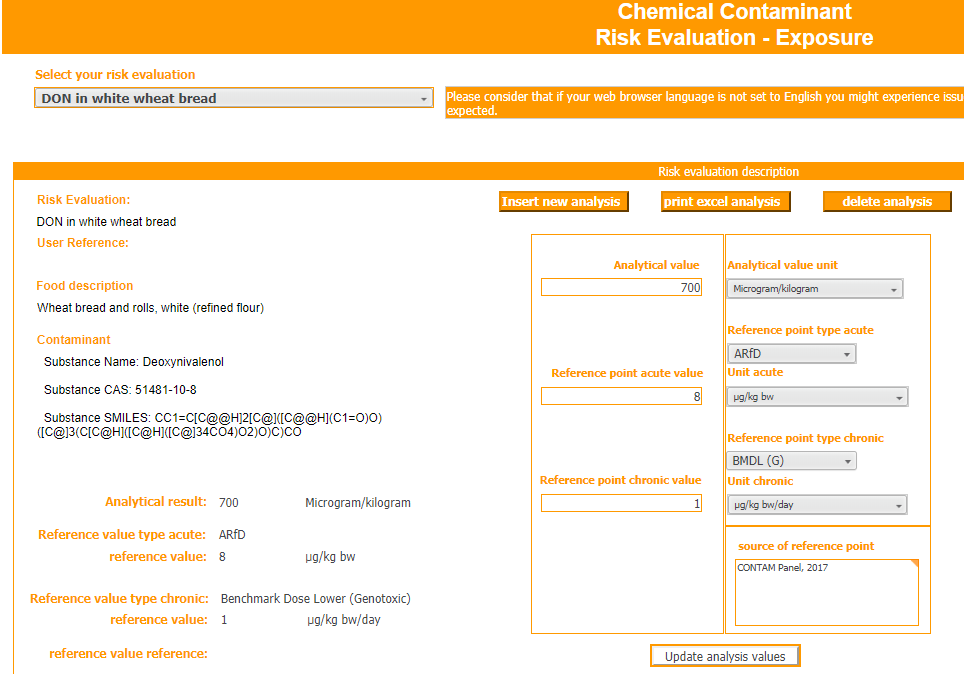 Chemical Contaminant
Risk Evaluation - Exposure
Select your risk evaluation
DON in white wheat bread
Please consider that if your web browser language is not set to English you might experience issu
expected.
Risk evaluation description
Risk Evaluation:
DON in white wheat bread
User Reference:
Food description
Wheat bread and rolls, white (refined flour)
Contaminant
Substance Name: Deoxynivalenol
Substance CAS: 51481-10-8
Substance SMILES: CC1=C[C@@H]2[C@]([C@@H](C1=O)O)
([C@]3(C[C@H]([C@H]([C@]34CO4)O2)O)C)CO
Analytical result: 700 Microgram/kilogram
Reference value type acute: ARfD
reference value: 8 µg/kg bw
Reference value type chronic: Benchmark Dose Lower (Genotoxic)
reference value: 1 µg/kg bw/day
reference value reference:
Insert new analysis print excel analysis delete analysis
Analytical value Analytical value unit
700 Microgram/kilogram
Reference point type acute
ARfD
Reference point acute value Unit acute
8 µg/kg bw
Reference point type chronic
BMDL (G)
Reference point chronic value Unit chronic
1 µg/kg bw/day
source of reference point
CONTAM Panel, 2017
Update analysis values